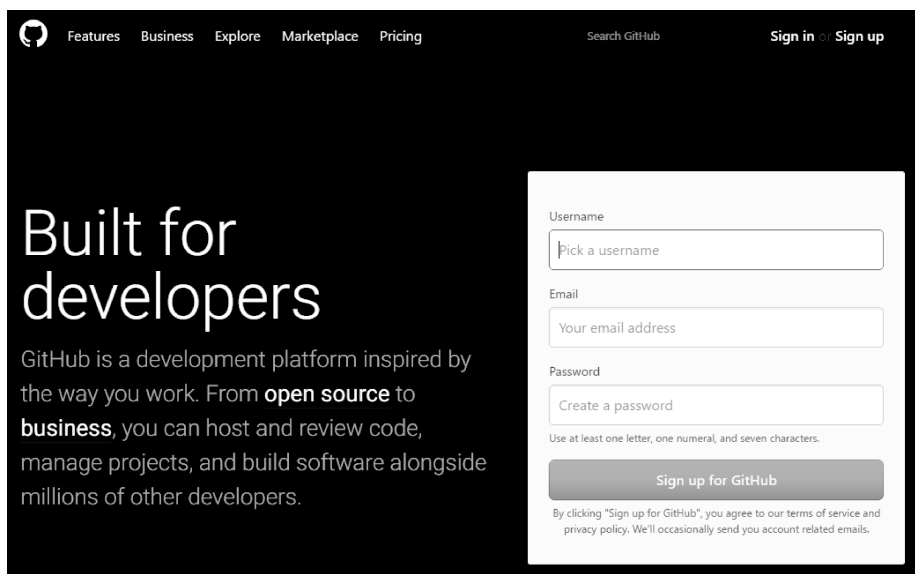 Features Business Explore Marketplace Pricing Search GitHub Sign in or Sign up
Built for
developers
GitHub is a development platform inspired by
the way you work. From open source to
business, you can host and review code,
manage projects, and build software alongside
millions of other developers.
Username
Pick a username
Email
Your email address
Password
Create a password
Use at least one letter, one numeral, and seven characters.
Sign up for GitHub
By clicking "Sign up for GitHub", you agree to our terms of service and
privacy policy. We'll occasionally send you account related emails.